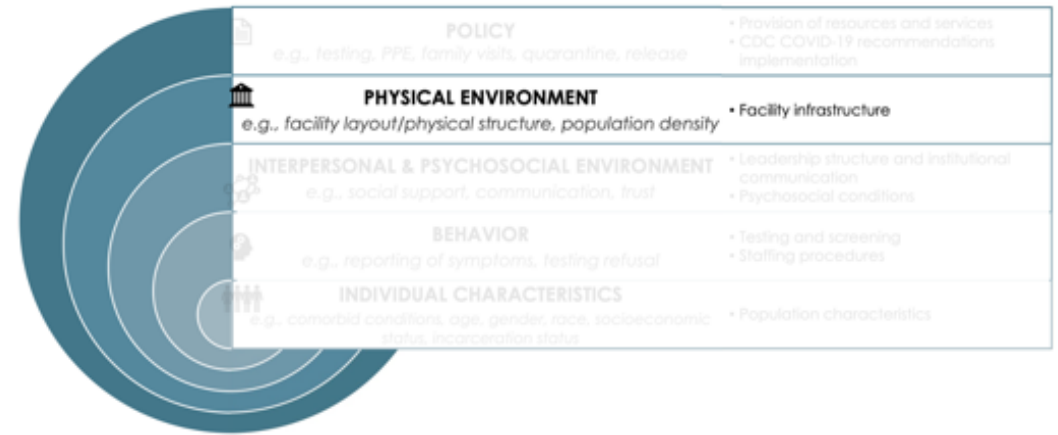 POLICY
e.g., testing, PPE, family visits, quarantine, release
• Provision of resources and services
• CDC COVID-19 recommendations
implementation
PHYSICAL ENVIRONMENT
e.g., facility layout/physical structure, population density
• Facility infrastructure
INTERPERSONAL & PSYCHOSOCIAL ENVIRONMENT
e.g., social support, communication, trust
• Leadership structure and institutional
communication
• Psychosocial conditions
BEHAVIOR
e.g., reporting of symptoms, testing refusal
• Testing and screening
• Staffing procedures
INDIVIDUAL CHARACTERISTICS
e.g., comorbid conditions, age, gender, race, socioeconomic
status, incarceration status
• Population characteristics